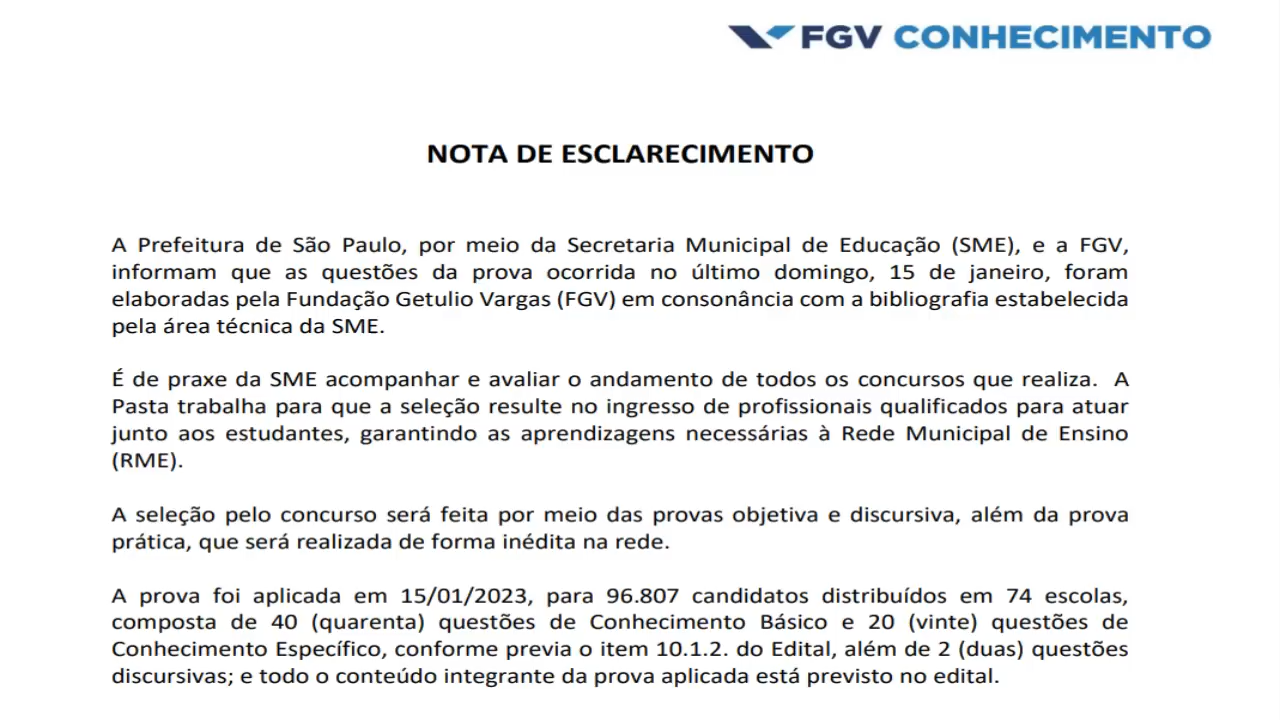 FGV CONHECIMENTO
NOTA DE ESCLARECIMENTO
A Prefeitura de São Paulo, por meio da Secretaria Municipal de Educação (SME), e a FGV,
informam que as questões da prova ocorrida no último domingo, 15 de janeiro, foram
elaboradas pela Fundação Getulio Vargas (FGV) em consonância com a bibliografia estabelecida
pela área técnica da SME.
É de praxe da SME acompanhar e avaliar o andamento de todos os concursos que realiza. A
Pasta trabalha para que a seleção resulte no ingresso de profissionais qualificados para atuar
junto aos estudantes, garantindo as aprendizagens necessárias à Rede Municipal de Ensino
(RME).
A seleção pelo concurso será feita por meio das provas objetiva e discursiva, além da prova
prática, que será realizada de forma inédita na rede.
A prova foi aplicada em 15/01/2023, para 96.807 candidatos distribuídos em 74 escolas,
composta de 40 (quarenta) questões de Conhecimento Básico e 20 (vinte) questões de
Conhecimento Específico, conforme previa o item 10.1.2. do Edital, além de 2 (duas) questões
discursivas; e todo o conteúdo integrante da prova aplicada está previsto no edital.